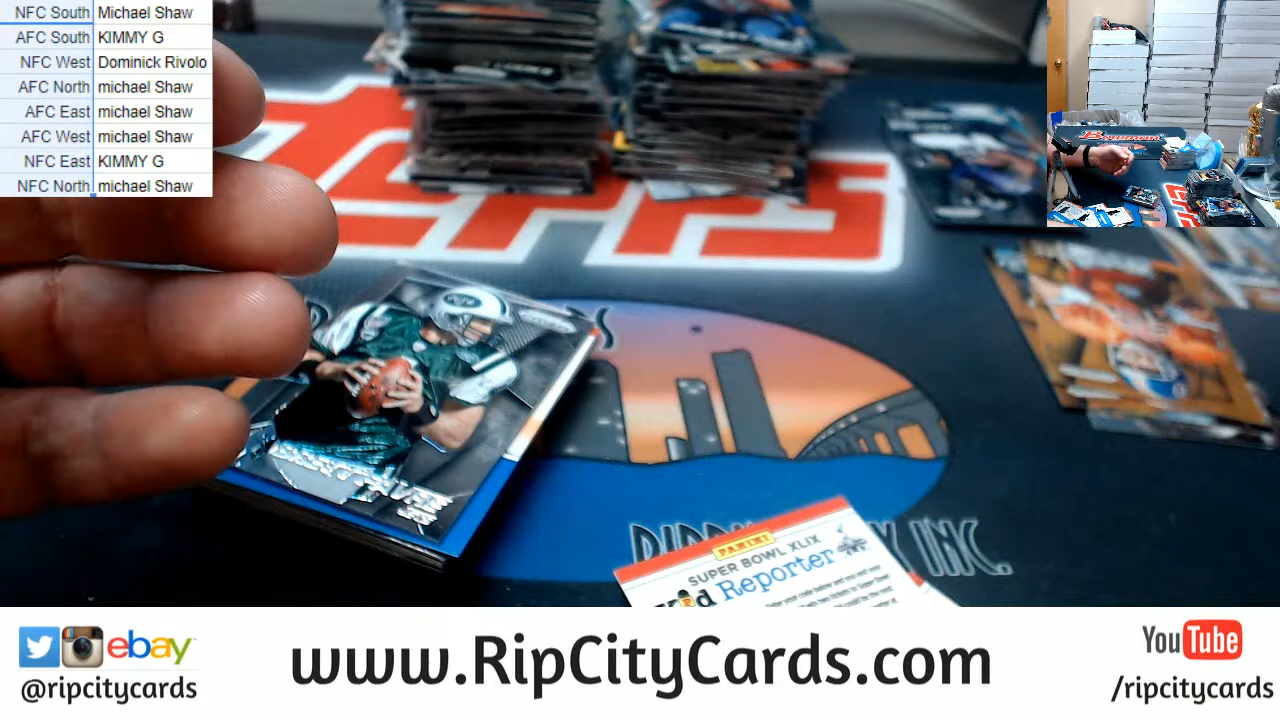 NFC South Michael Shaw
AFC South KIMMY G
NFC West Dominick Rivolo
AFC North michael Shaw
AFC East michael Shaw
AFC West michael Shaw
NFC East KIMMY G
NFC North michael Shaw
PANINI
SUPER BOWL XLIX
Kid Reporter
INC.
ebay
@ripcitycards
www.RipCityCards.com
YouTube
/ripcitycards